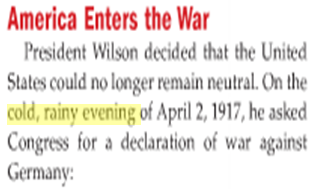 America Enters the War
President Wilson decided that the United
States could no longer remain neutral. On the
cold, rainy evening of April 2, 1917, he asked
Congress for a declaration of war against
Germany: